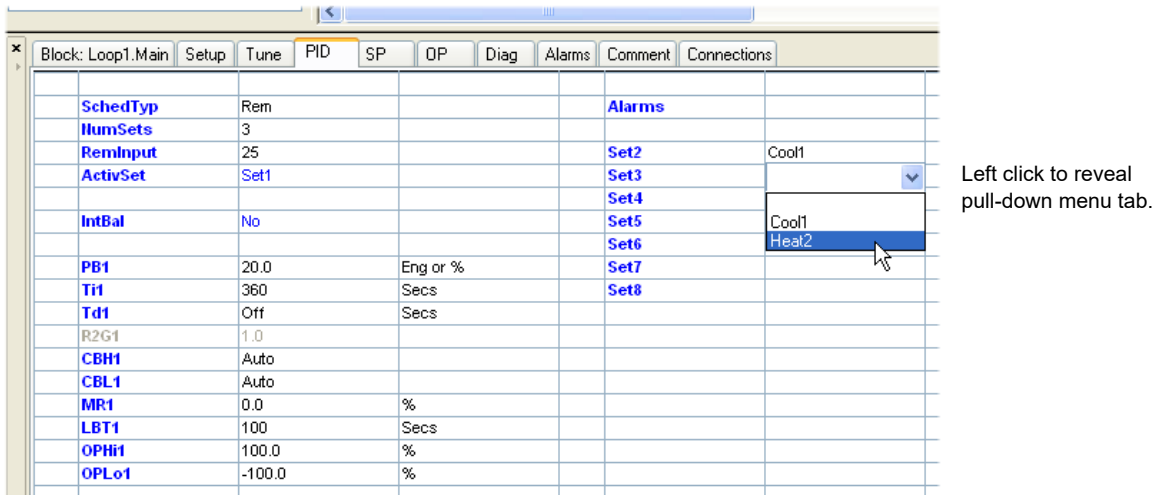 Block: Loop1.Main Setup Tune PID SP OP Diag Alarms Comment Connections
SchedTyp Rem Alarms
NumSets 3
RemInput 25 Set2 Cool1
ActivSet Set1 Set3
Set4
IntBal No Set5 Cool1
Set6 Heat2
PB1 20.0 Eng or % Set7
Ti1 360 Secs Set8
Td1 Off Secs
R2G1 1.0
CBH1 Auto
CBL1 Auto
MR1 0.0 %
LBT1 100 Secs
OPHi1 100.0 %
OPLo1 -100.0 %
Left click to reveal
pull-down menu tab.